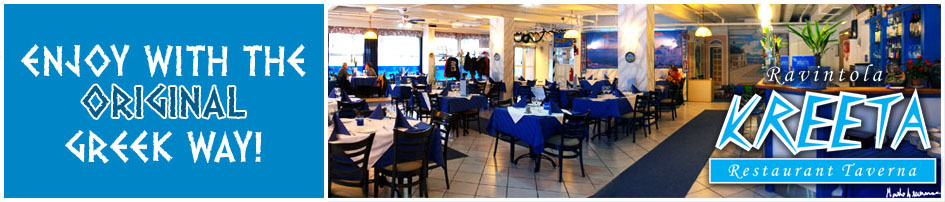 ENJOY WITH THE
ORIGINAL
GREEK WAY!
Ravintola
KREETA
Restaurant Taverna